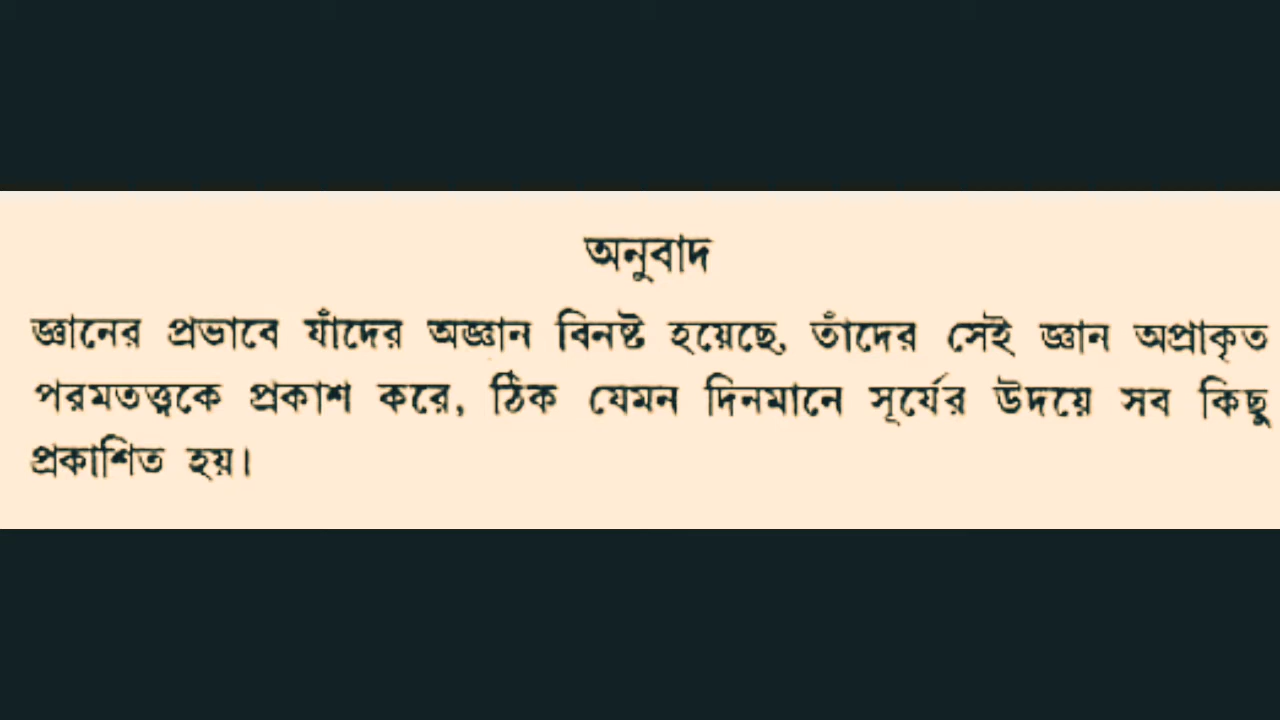 অনুবাদ
জ্ঞানের প্রভাবে যাঁদের অজ্ঞান বিনষ্ট হয়েছে, তাঁদের সেই জ্ঞান অপ্রাকৃত
পরমতত্ত্বকে প্রকাশ করে, ঠিক যেমন দিনমানে সূর্যের উদয়ে সব কিছু
প্রকাশিত হয়।